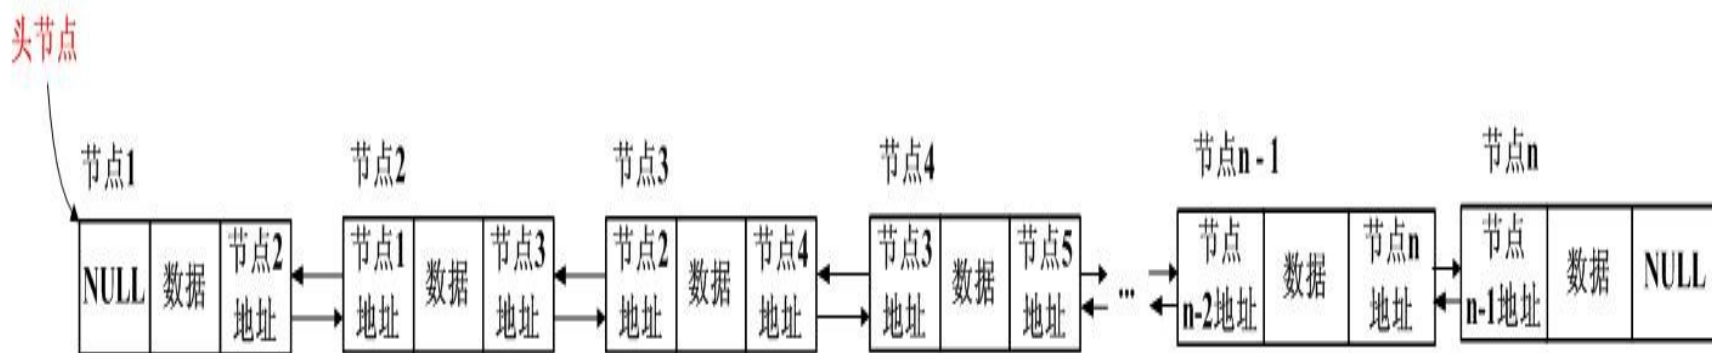 头节点
节点1
节点2
节点3
节点4
节点n - 1
节点n
NULL
数据
节点2
地址
节点1
地址
数据
节点3
地址
节点2
地址
数据
节点4
地址
节点3
地址
数据
节点5
地址
...
节点
n-2地址
数据
节点n
地址
节点
n-1地址
数据
NULL